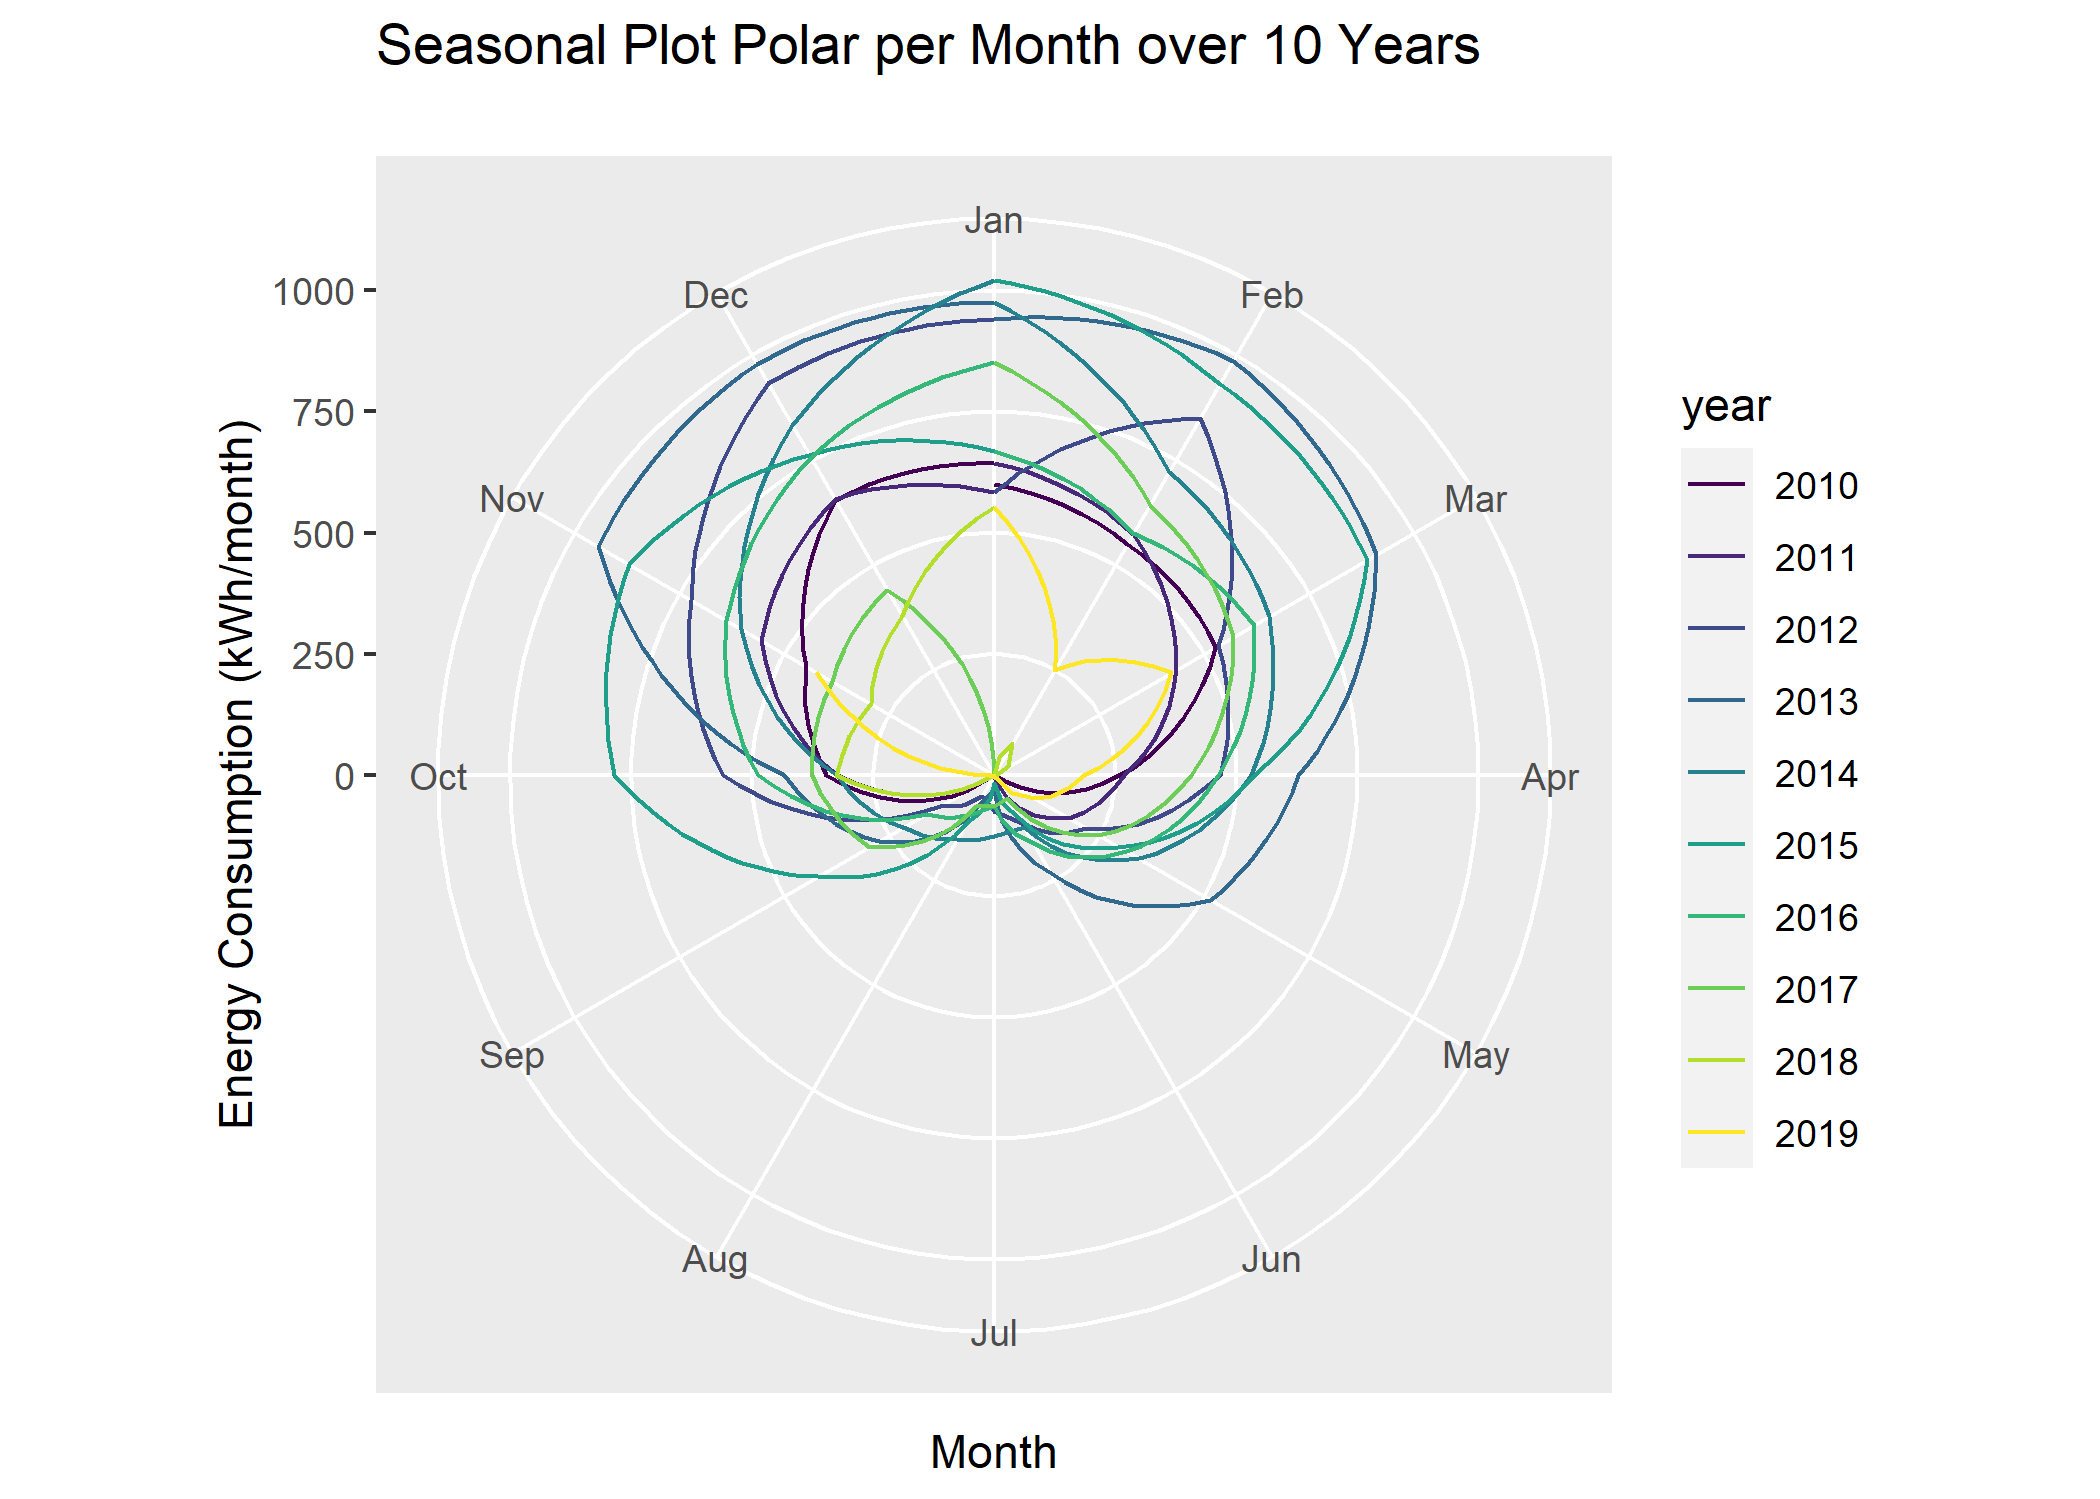 Seasonal Plot Polar per Month over 10 Years
Energy Consumption (kWh/month)
1000
750
500
250
0
Jan
Feb
Mar
Apr
May
Jun
Jul
Aug
Sep
Oct
Nov
Dec
Month
year
2010
2011
2012
2013
2014
2015
2016
2017
2018
2019